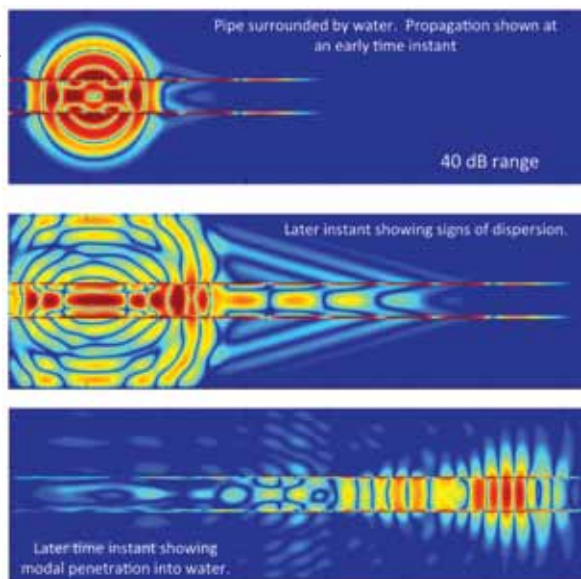 Pipe surrounded by water. Propagation shown at
an early time instant
40 dB range
Later instant showing signs of dispersion.
Later time instant showing
modal penetration into water.